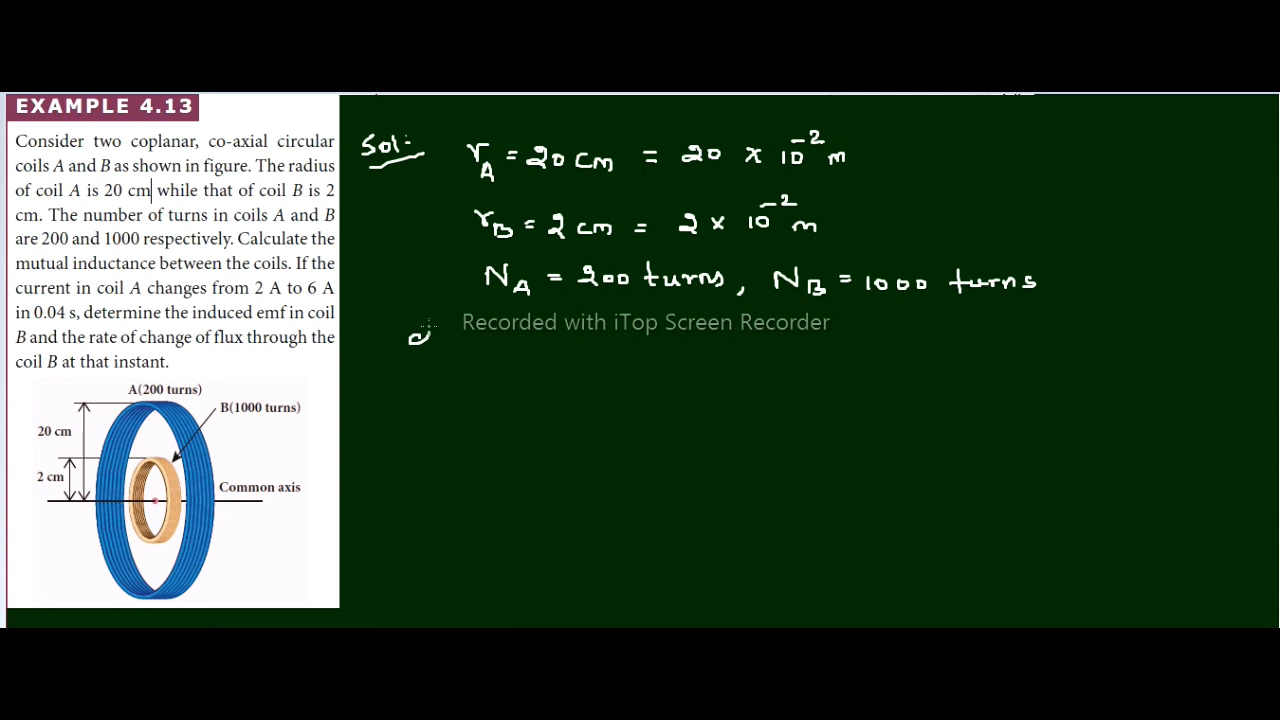 EXAMPLE 4.13
Consider two coplanar, co-axial circular
coils A and B as shown in figure. The radius
of coil A is 20 cm while that of coil B is 2
cm. The number of turns in coils A and B
are 200 and 1000 respectively. Calculate the
mutual inductance between the coils. If the
current in coil A changes from 2 A to 6 A
in 0.04 s, determine the induced emf in coil
B and the rate of change of flux through the
coil B at that instant.
A(200 turns)
B(1000 turns)
20 cm
2 cm
Common axis
Sol:
r_A = 20 cm = 20 × 10⁻² m
r_B = 2 cm = 2 × 10⁻² m
N_A = 200 turns, N_B = 1000 turns
Recorded with iTop Screen Recorder